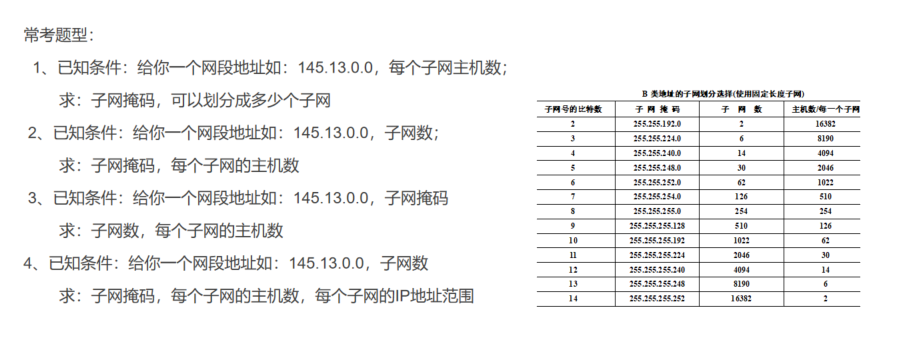 常考题型：
1、已知条件：给你一个网段地址如：145.13.0.0，每个子网主机数；
求：子网掩码，可以划分成多少个子网
2、已知条件：给你一个网段地址如：145.13.0.0，子网数；
求：子网掩码，每个子网的主机数
3、已知条件：给你一个网段地址如：145.13.0.0，子网掩码
求：子网数，每个子网的主机数
4、已知条件：给你一个网段地址如：145.13.0.0，子网数
求：子网掩码，每个子网的主机数，每个子网的IP地址范围
B 类地址的子网划分选择(使用固定长度子网)
子网号的比特数 子 网 掩 码 子 网 数 主机数/每一个子网
2 255.255.192.0 2 16382
3 255.255.224.0 6 8190
4 255.255.240.0 14 4094
5 255.255.248.0 30 2046
6 255.255.252.0 62 1022
7 255.255.254.0 126 510
8 255.255.255.0 254 254
9 255.255.255.128 510 126
10 255.255.255.192 1022 62
11 255.255.255.224 2046 30
12 255.255.255.240 4094 14
13 255.255.255.248 8190 6
14 255.255.255.252 16382 2